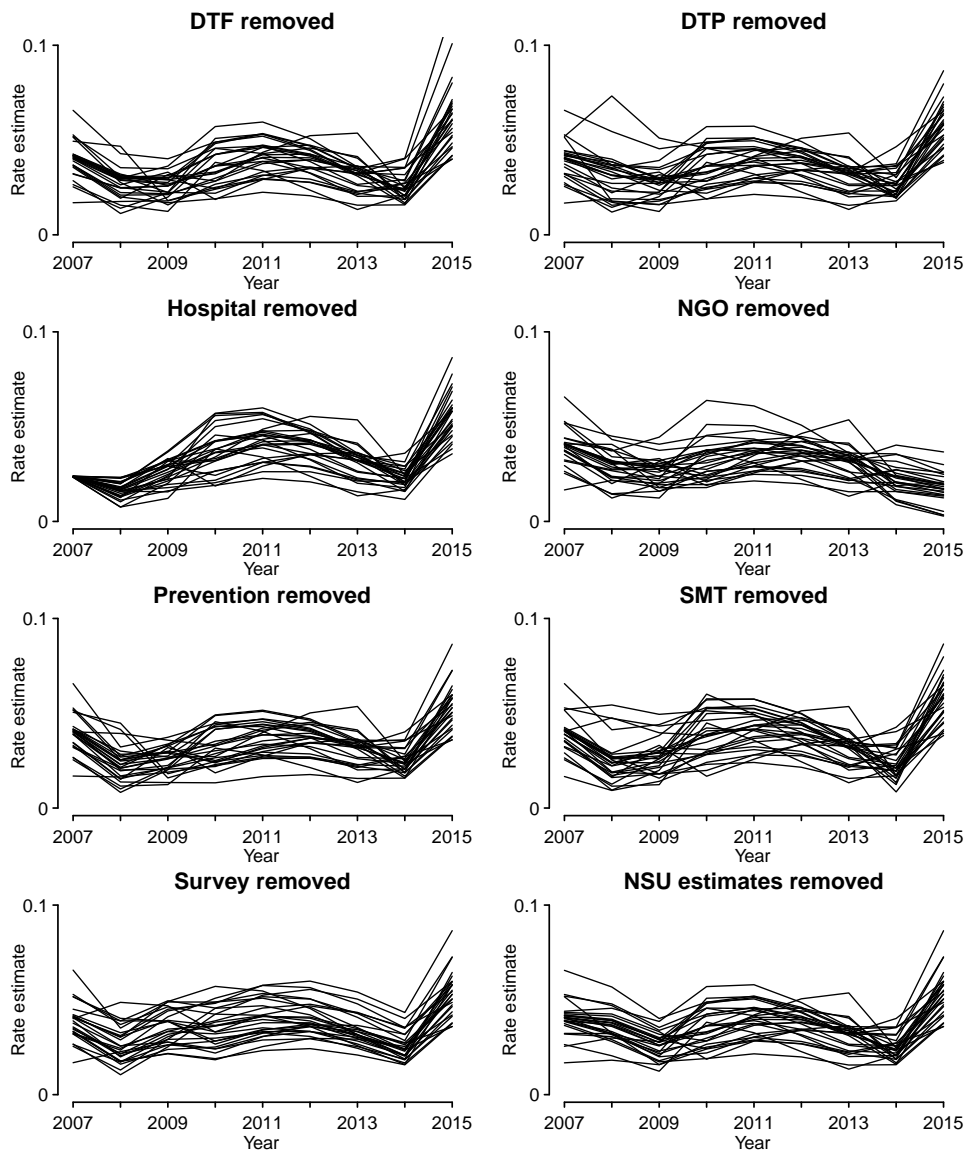 DTF removed
0.1
0
Rate estimate
2007 2009 2011 2013 2015
Year
DTP removed
0.1
0
Rate estimate
2007 2009 2011 2013 2015
Year
Hospital removed
0.1
0
Rate estimate
2007 2009 2011 2013 2015
Year
NGO removed
0.1
0
Rate estimate
2007 2009 2011 2013 2015
Year
Prevention removed
0.1
0
Rate estimate
2007 2009 2011 2013 2015
Year
SMT removed
0.1
0
Rate estimate
2007 2009 2011 2013 2015
Year
Survey removed
0.1
0
Rate estimate
2007 2009 2011 2013 2015
Year
NSU estimates removed
0.1
0
Rate estimate
2007 2009 2011 2013 2015
Year